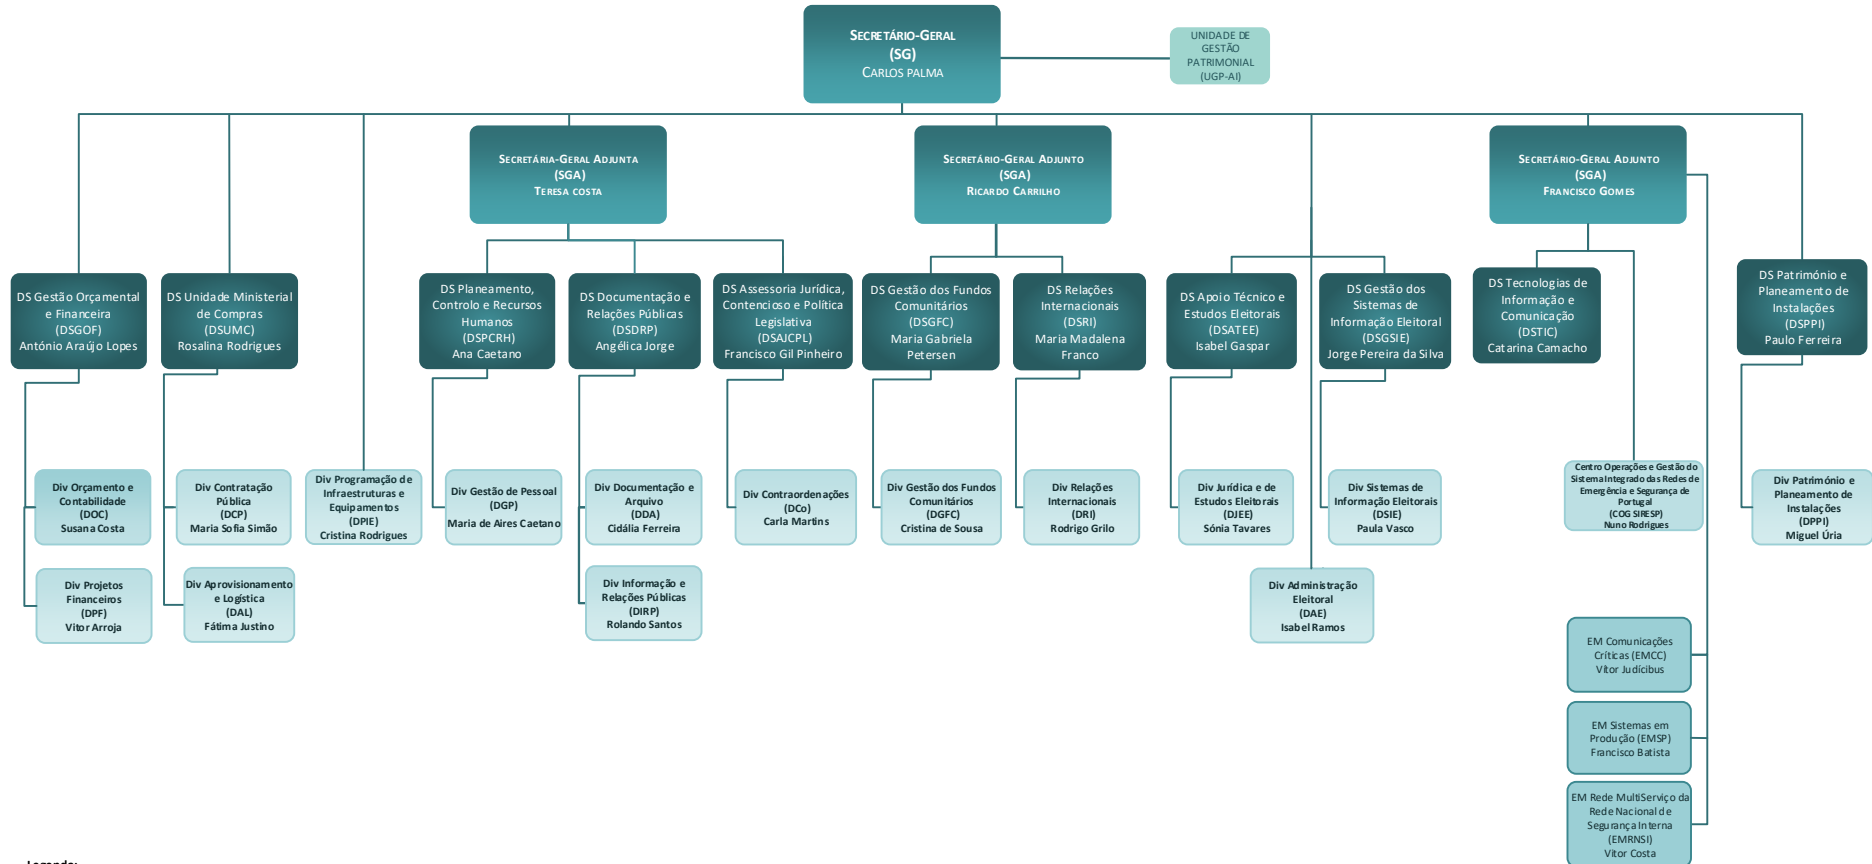 SECRETÁRIO-GERAL
(SG)
CARLOS PALMA
UNIDADE DE
GESTÃO
PATRIMONIAL
(UGP-AI)
SECRETÁRIA-GERAL ADJUNTA
(SGA)
TERESA COSTA
SECRETÁRIO-GERAL ADJUNTO
(SGA)
RICARDO CARRILHO
SECRETÁRIO-GERAL ADJUNTO
(SGA)
FRANCISCO GOMES
DS Gestão Orçamental
e Financeira
(DSGOF)
António Araújo Lopes
DS Unidade Ministerial
de Compras
(DSUMC)
Rosalina Rodrigues
DS Planeamento,
Controlo e Recursos
Humanos
(DSPCRH)
Ana Caetano
DS Documentação e
Relações Públicas
(DSDRP)
Angélica Jorge
DS Assessoria Jurídica,
Contencioso e Política
Legislativa
(DSAJCPL)
Francisco Gil Pinheiro
DS Gestão dos Fundos
Comunitários
(DSGFC)
Maria Gabriela
Petersen
DS Relações
Internacionais
(DSRI)
Maria Madalena
Franco
DS Apoio Técnico e
Estudos Eleitorais
(DSATEE)
Isabel Gaspar
DS Gestão dos
Sistemas de
Informação Eleitoral
(DSGSIE)
Jorge Pereira da Silva
DS Tecnologias de
Informação e
Comunicação
(DSTIC)
Catarina Camacho
DS Património e
Planeamento de
Instalações
(DSPPI)
Paulo Ferreira
Div Orçamento e
Contabilidade
(DOC)
Susana Costa
Div Contratação
Pública
(DCP)
Maria Sofia Simão
Div Programação de
Infraestruturas e
Equipamentos
(DPIE)
Cristina Rodrigues
Div Gestão de Pessoal
(DGP)
Maria de Aires Caetano
Div Documentação e
Arquivo
(DDA)
Cidália Ferreira
Div Contraordenações
(DCo)
Carla Martins
Div Gestão dos Fundos
Comunitários
(DGFC)
Cristina de Sousa
Div Relações
Internacionais
(DRI)
Rodrigo Grilo
Div Jurídica e de
Estudos Eleitorais
(DJEE)
Sónia Tavares
Div Sistemas de
Informação Eleitorais
(DSIE)
Paula Vasco
Centro Operações e Gestão do
Sistema Integrado das Redes de
Emergência e Segurança de
Portugal
(COG SIRESP)
Nuno Rodrigues
Div Património e
Planeamento de
Instalações
(DPPI)
Miguel Úria
Div Projetos
Financeiros
(DPF)
Vitor Arroja
Div Aprovisionamento
e Logística
(DAL)
Fátima Justino
Div Informação e
Relações Públicas
(DIRP)
Rolando Santos
Div Administração
Eleitoral
(DAE)
Isabel Ramos
EM Comunicações
Críticas (EMCC)
Vítor Judícibus
EM Sistemas em
Produção (EMSP)
Francisco Batista
EM Rede MultiServiço da
Rede Nacional de
Segurança Interna
(EMRNSI)
Vitor Costa
Legenda: